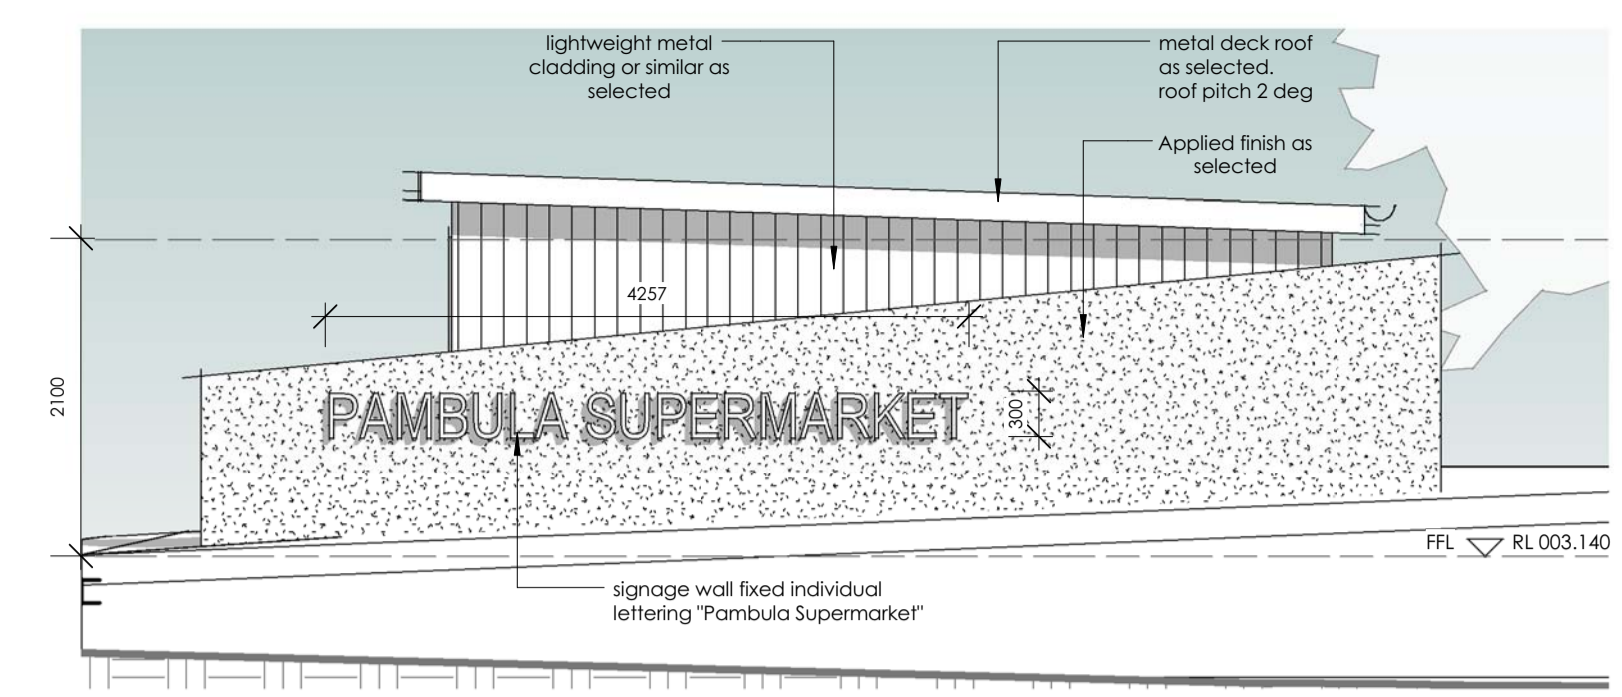 lightweight metal
cladding or similar as
selected
metal deck roof
as selected.
roof pitch 2 deg
Applied finish as
selected
4257
2100
PAMBULA SUPERMARKET
300
FFL RL 003.140
signage wall fixed individual
lettering "Pambula Supermarket"